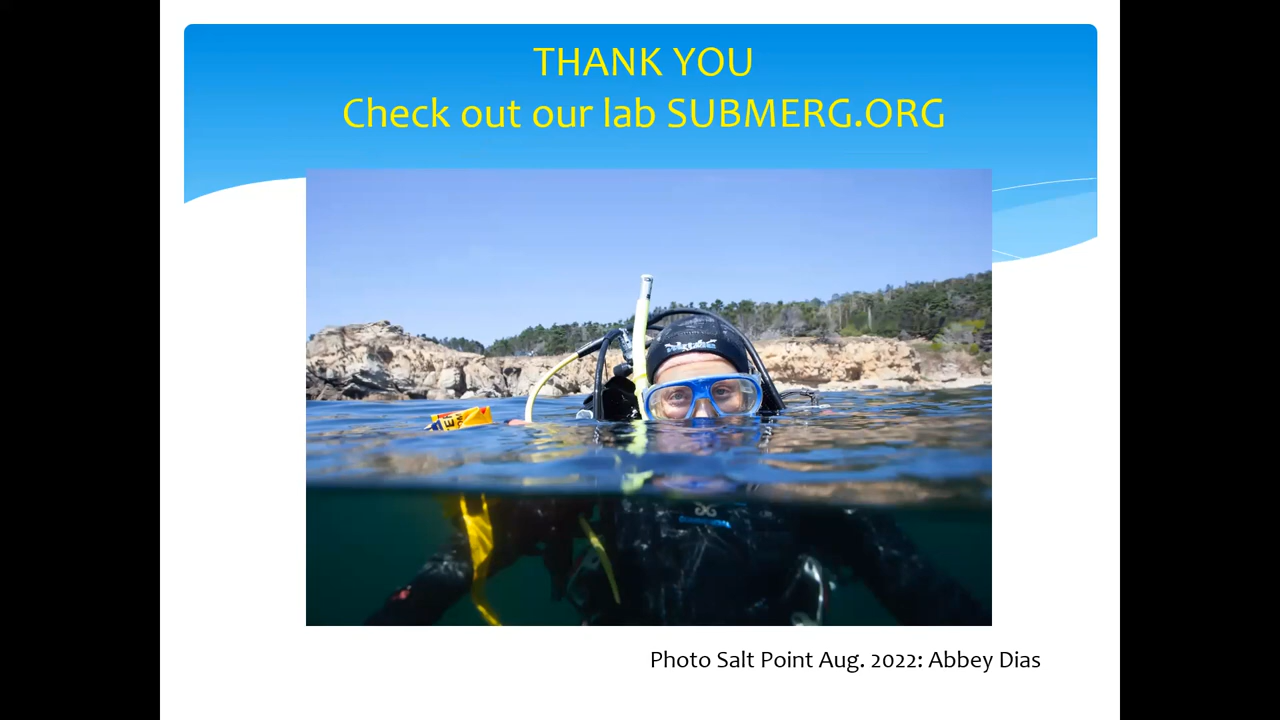 THANK YOU
Check out our lab SUBMERG.ORG
Photo Salt Point Aug. 2022: Abbey Dias